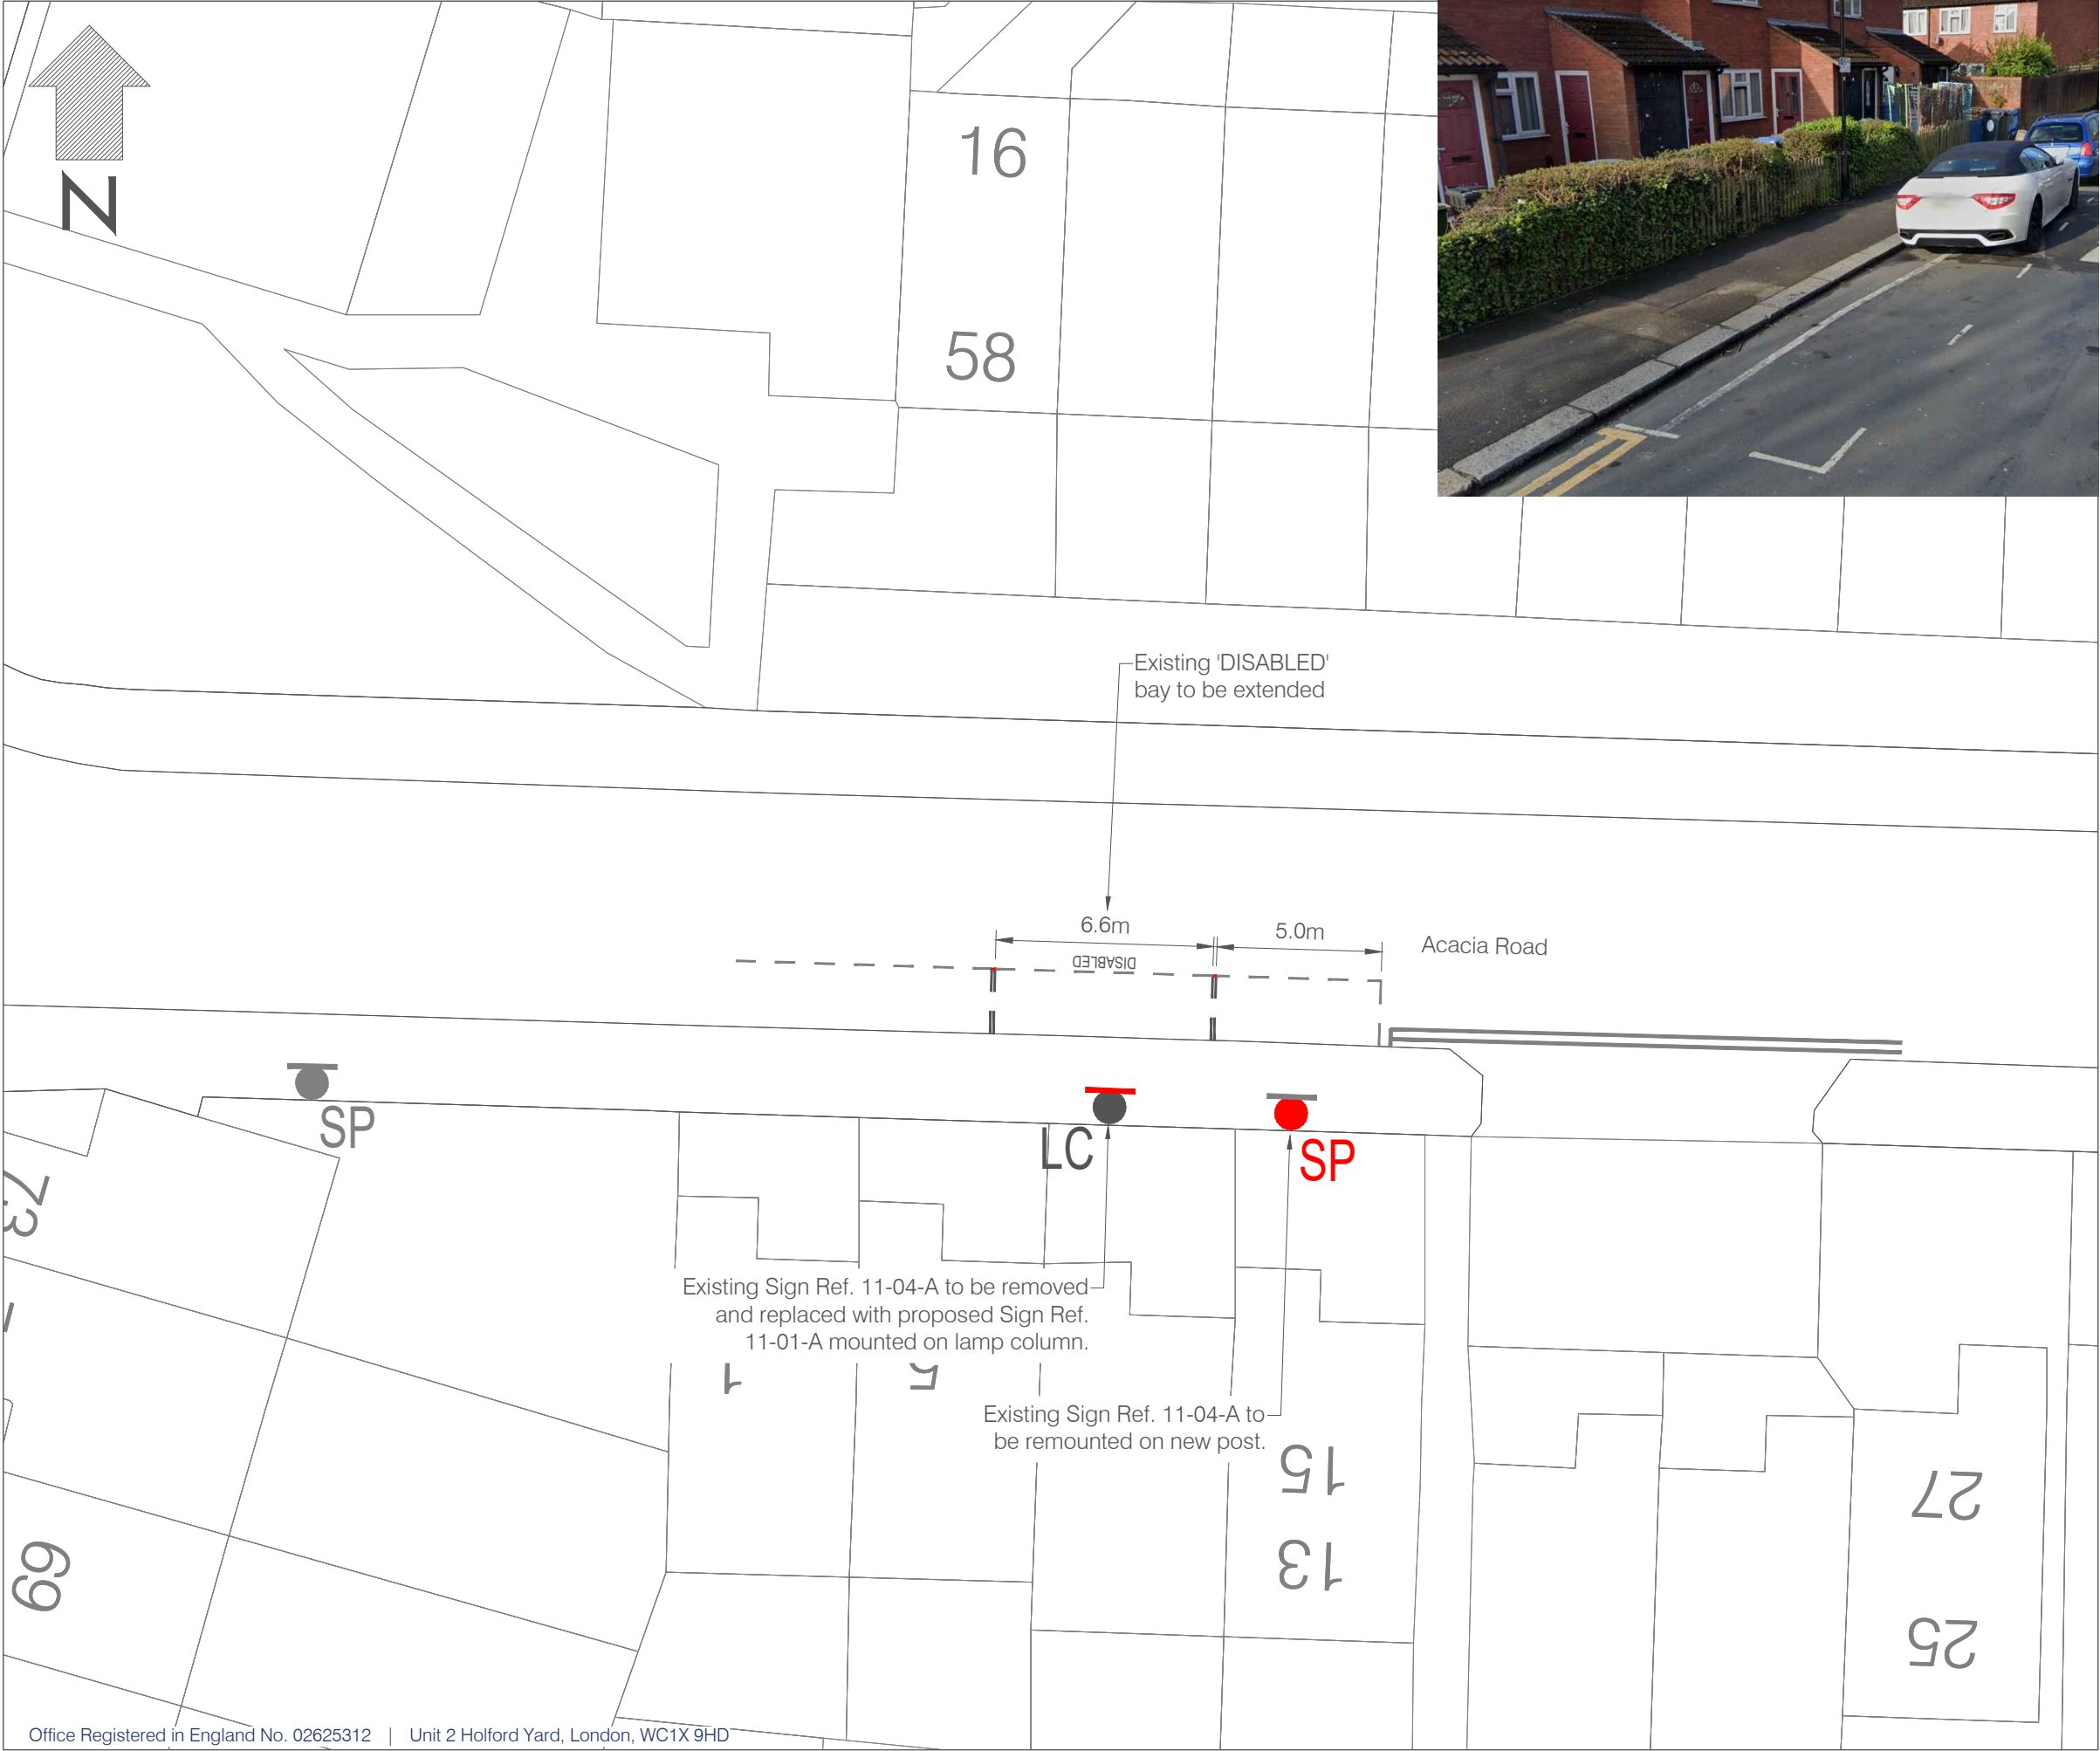 N
16
58
Existing 'DISABLED'
bay to be extended
6.6m
5.0m
Acacia Road
DISABLED
SP
LC
SP
73
Existing Sign Ref. 11-04-A to be removed
and replaced with proposed Sign Ref.
11-01-A mounted on lamp column.
1
5
Existing Sign Ref. 11-04-A to
be remounted on new post.
15
13
27
25
69
Office Registered in England No. 02625312 | Unit 2 Holford Yard, London, WC1X 9HD